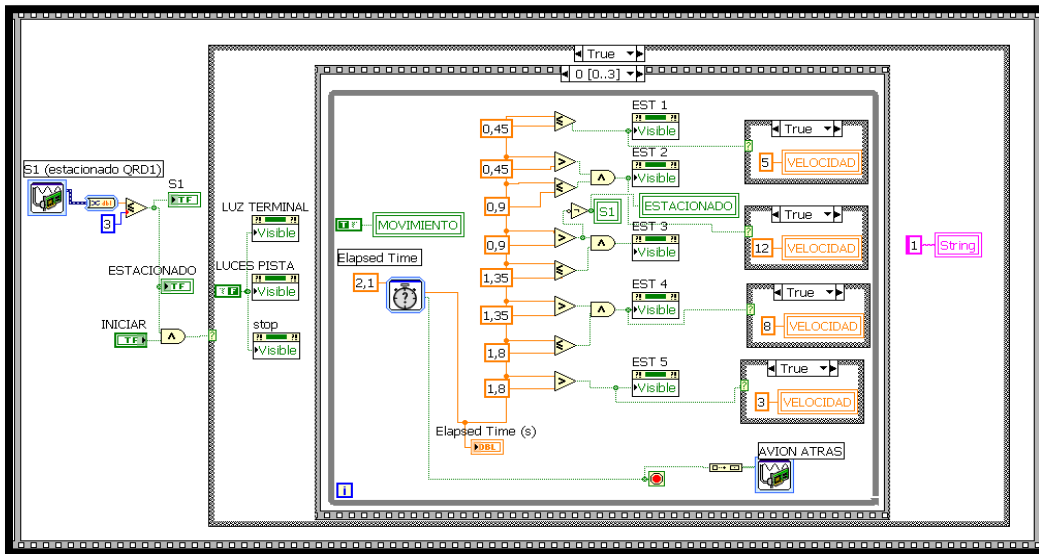 True
0 [0..3]
S1 (estacionado QRD1)
S1
TF
3
ESTACIONADO
TF
INICIAR
TF
LUZ TERMINAL
?! ?!
Visible
LUCES PISTA
?! ?!
Visible
F
stop
?! ?!
Visible
T
MOVIMIENTO
Elapsed Time
2,1
?
Elapsed Time (s)
DBL
0,45
0,45
0,9
0,9
1,35
1,35
1,8
1,8
≤
>
≤
>
≤
>
≤
>
EST 1
?! ?!
Visible
EST 2
?! ?!
Visible
S1
ESTACIONADO
EST 3
?! ?!
Visible
EST 4
?! ?!
Visible
EST 5
?! ?!
Visible
True
5
VELOCIDAD
True
12
VELOCIDAD
True
8
VELOCIDAD
True
3
VELOCIDAD
AVION ATRAS
i
1
String